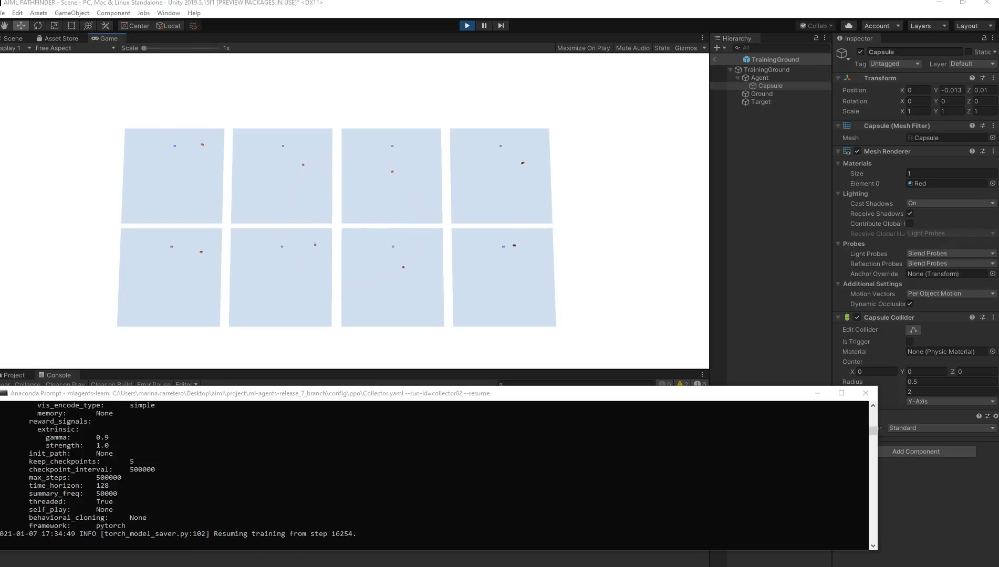 AIML PATHFINDER - Scene - PC, Mac & Linux Standalone - Unity 2019.3.15f1 [PREVIEW PACKAGES IN USE]* <DX11>
le Edit Assets GameObject Component Jobs Window Help
Center Local
Collab Account Layers Layout
Scene Asset Store Game
splay 1 Free Aspect Scale 1x Maximize On Play Mute Audio Stats Gizmos
Hierarchy
All
TrainingGround
TrainingGround
Agent
Capsule
Ground
Target
Inspector
Capsule Static
Tag Untagged Layer Default
Transform
Position X 0 Y -0.013 Z 0.01
Rotation X 0 Y 0 Z 0
Scale X 1 Y 1 Z 1
Capsule (Mesh Filter)
Mesh Capsule
Mesh Renderer
Materials
Size 1
Element 0 Red
Lighting
Cast Shadows On
Receive Shadows
Contribute Global I
Receive Global Illu Light Probes
Probes
Light Probes Blend Probes
Reflection Probes Blend Probes
Anchor Override None (Transform)
Additional Settings
Motion Vectors Per Object Motion
Dynamic Occlusion
Capsule Collider
Edit Collider
Is Trigger
Material None (Physic Material)
Center
X 0 Y 0 Z 0
Radius 0.5
2
Y-Axis
er Standard
Add Component
Project Console
ear Collapse Clear on Play Clear on Build Error Pause Editor 9 0 2 0
Anaconda Prompt - mlagents-learn C:\Users\marina.carretero\Desktop\aiml\project\ml-agents-release_7_branch\config\ppo\Collector.yaml --run-id=collector02 --resume
vis_encode_type: simple
memory: None
reward_signals:
extrinsic:
gamma: 0.9
strength: 1.0
init_path: None
keep_checkpoints: 5
checkpoint_interval: 500000
max_steps: 500000
time_horizon: 128
summary_freq: 50000
threaded: True
self_play: None
behavioral_cloning: None
framework: pytorch
021-01-07 17:34:49 INFO [torch_model_saver.py:102] Resuming training from step 16254.